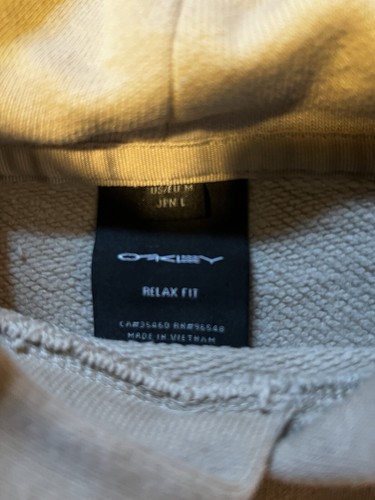 US/EU M
JPN L
OAKLEY
RELAX FIT
CA#35460 RN#96548
MADE IN VIETNAM